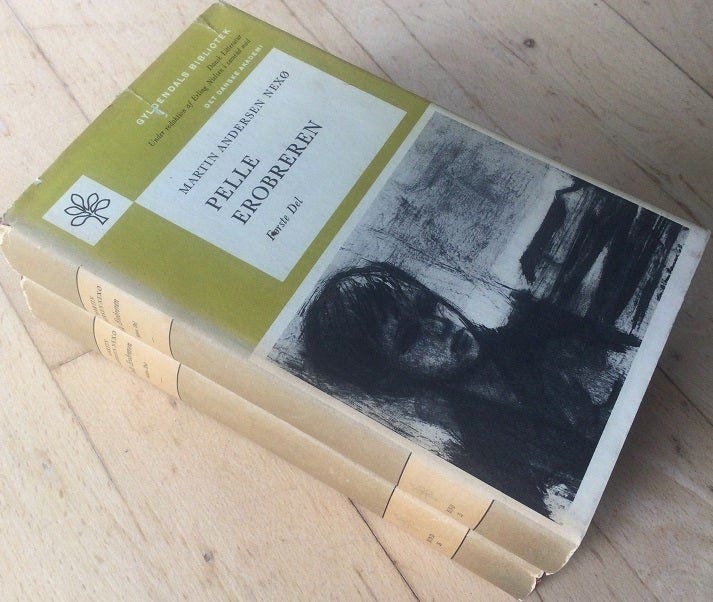 GYLDENDALS BIBLIOTEK
Dansk Litteratur
Under redaktion af Erling Nielsen i samråd med
DET DANSKE AKADEMI
MARTIN ANDERSEN NEXØ
PELLE
EROBREREN
Første Del